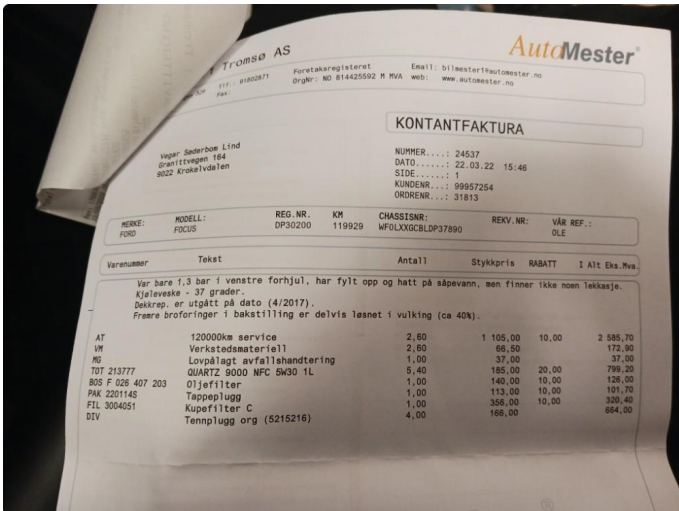 Tromsø AS
AutoMester
Tlf.: 91802871
Fax:
Foretaksregisteret
OrgNr: NO 814425592 M MVA
Email: bilmester1@automester.no
web: www.automester.no
KONTANTFAKTURA
Vegar Søderbom Lind
Granittvegen 164
9022 Krokelvdalen
NUMMER....: 24537
DATO......: 22.03.22 15:46
SIDE......: 1
KUNDENR...: 99957254
ORDRENR...: 31813
MERKE: MODELL: REG.NR. KM CHASSISNR: REKV.NR: VÅR REF.:
FORD FOCUS DP30200 119929 WF0LXXGCBLDP37890 OLE
Varenummer Tekst Antall Stykkpris RABATT I Alt Eks.Mva.
Var bare 1,3 bar i venstre forhjul, har fylt opp og hatt på såpevann, men finner ikke noen lekkasje.
Kjøleveske - 37 grader.
Dekkrep. er utgått på dato (4/2017).
Fremre broforinger i bakstilling er delvis løsnet i vulking (ca 40%).
AT 120000km service 2,60 1 105,00 10,00 2 585,70
VM Verkstedsmateriell 2,60 66,50 172,90
MG Lovpålagt avfallshandtering 1,00 37,00 37,00
TOT 213777 QUARTZ 9000 NFC 5W30 1L 5,40 185,00 20,00 799,20
BOS F 026 407 203 Oljefilter 1,00 140,00 10,00 126,00
PAK 220114S Tappeplugg 1,00 113,00 10,00 101,70
FIL 3004051 Kupefilter C 1,00 356,00 10,00 320,40
DIV Tennplugg org (5215216) 4,00 166,00 664,00